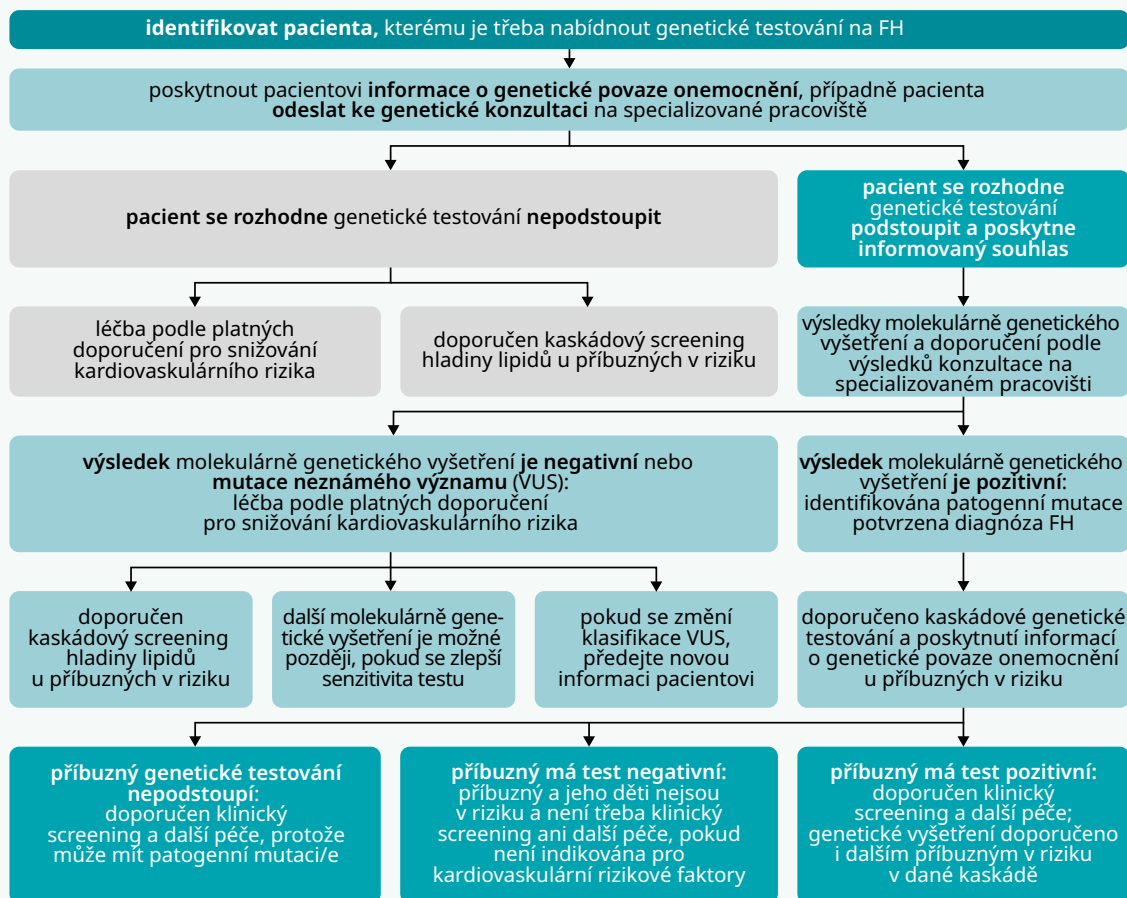 identifikovat pacienta, kterému je třeba nabídnout genetické testování na FH
poskytnout pacientovi informace o genetické povaze onemocnění, případně pacienta
odeslat ke genetické konzultaci na specializované pracoviště
pacient se rozhodne genetické testování nepodstoupit
pacient se rozhodne
genetické testování
podstoupit a poskytne
informovaný souhlas
léčba podle platných
doporučení pro snižování
kardiovaskulárního rizika
doporučen kaskádový screening
hladiny lipidů u příbuzných v riziku
výsledky molekulárně genetického
vyšetření a doporučení podle
výsledků konzultace na
specializovaném pracovišti
výsledek molekulárně genetického vyšetření je negativní nebo
mutace neznámého významu (VUS):
léčba podle platných doporučení
pro snižování kardiovaskulárního rizika
výsledek molekulárně genetického
vyšetření je pozitivní:
identifikována patogenní mutace
potvrzena diagnóza FH
doporučen
kaskádový screening
hladiny lipidů
u příbuzných v riziku
další molekulárně gene-
tické vyšetření je možné
později, pokud se zlepší
senzitivita testu
pokud se změní
klasifikace VUS,
předejte novou
informaci pacientovi
doporučeno kaskádové genetické
testování a poskytnutí informací
o genetické povaze onemocnění
u příbuzných v riziku
příbuzný genetické testování
nepodstoupí:
doporučen klinický
screening a další péče, protože
může mít patogenní mutaci/e
příbuzný má test negativní:
příbuzný a jeho děti nejsou
v riziku a není třeba klinický
screening ani další péče, pokud
není indikována pro
kardiovaskulární rizikové faktory
příbuzný má test pozitivní:
doporučen klinický
screening a další péče;
genetické vyšetření doporučeno
i dalším příbuzným v riziku
v dané kaskádě